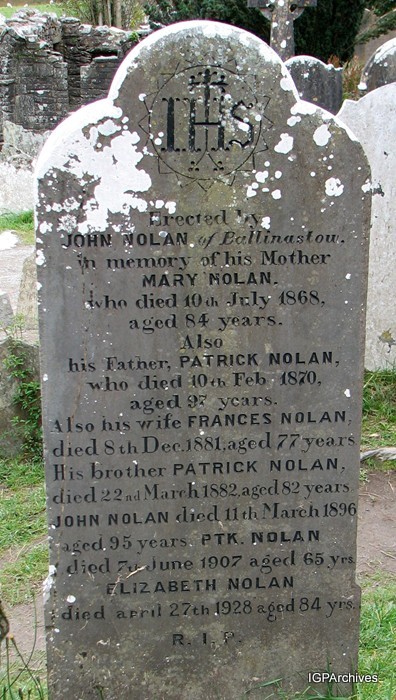 IHS
Erected by
JOHN NOLAN of Ballinastow.
in memory of his Mother
MARY NOLAN.
who died 10th July 1868,
aged 84 years.
Also
his Father, PATRICK NOLAN,
who died 10th Feb 1870,
aged 97 years.
Also his wife FRANCES NOLAN,
died 8th Dec. 1881, aged 77 years
His brother PATRICK NOLAN,
died 22nd March 1882, aged 82 years
JOHN NOLAN died 11th March 1896
aged 95 years. PTK. NOLAN
died 7th June 1907 aged 65 yrs
ELIZABETH NOLAN
died april 27th 1928 aged 84 yrs.
R.I.P.
IGPArchives